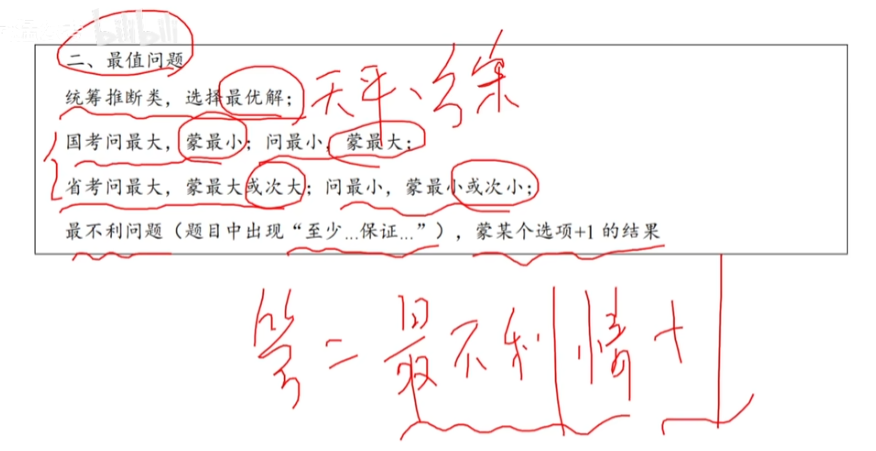 bilibili
二、最值问题
统筹推断类，选择最优解；天平、
国考问最大，蒙最小；问最小，蒙最大；
省考问最大，蒙最大或次大；问最小，蒙最小或次小；
最不利问题（题目中出现“至少…保证…”），蒙某个选项+1 的结果
= 最不利情+1